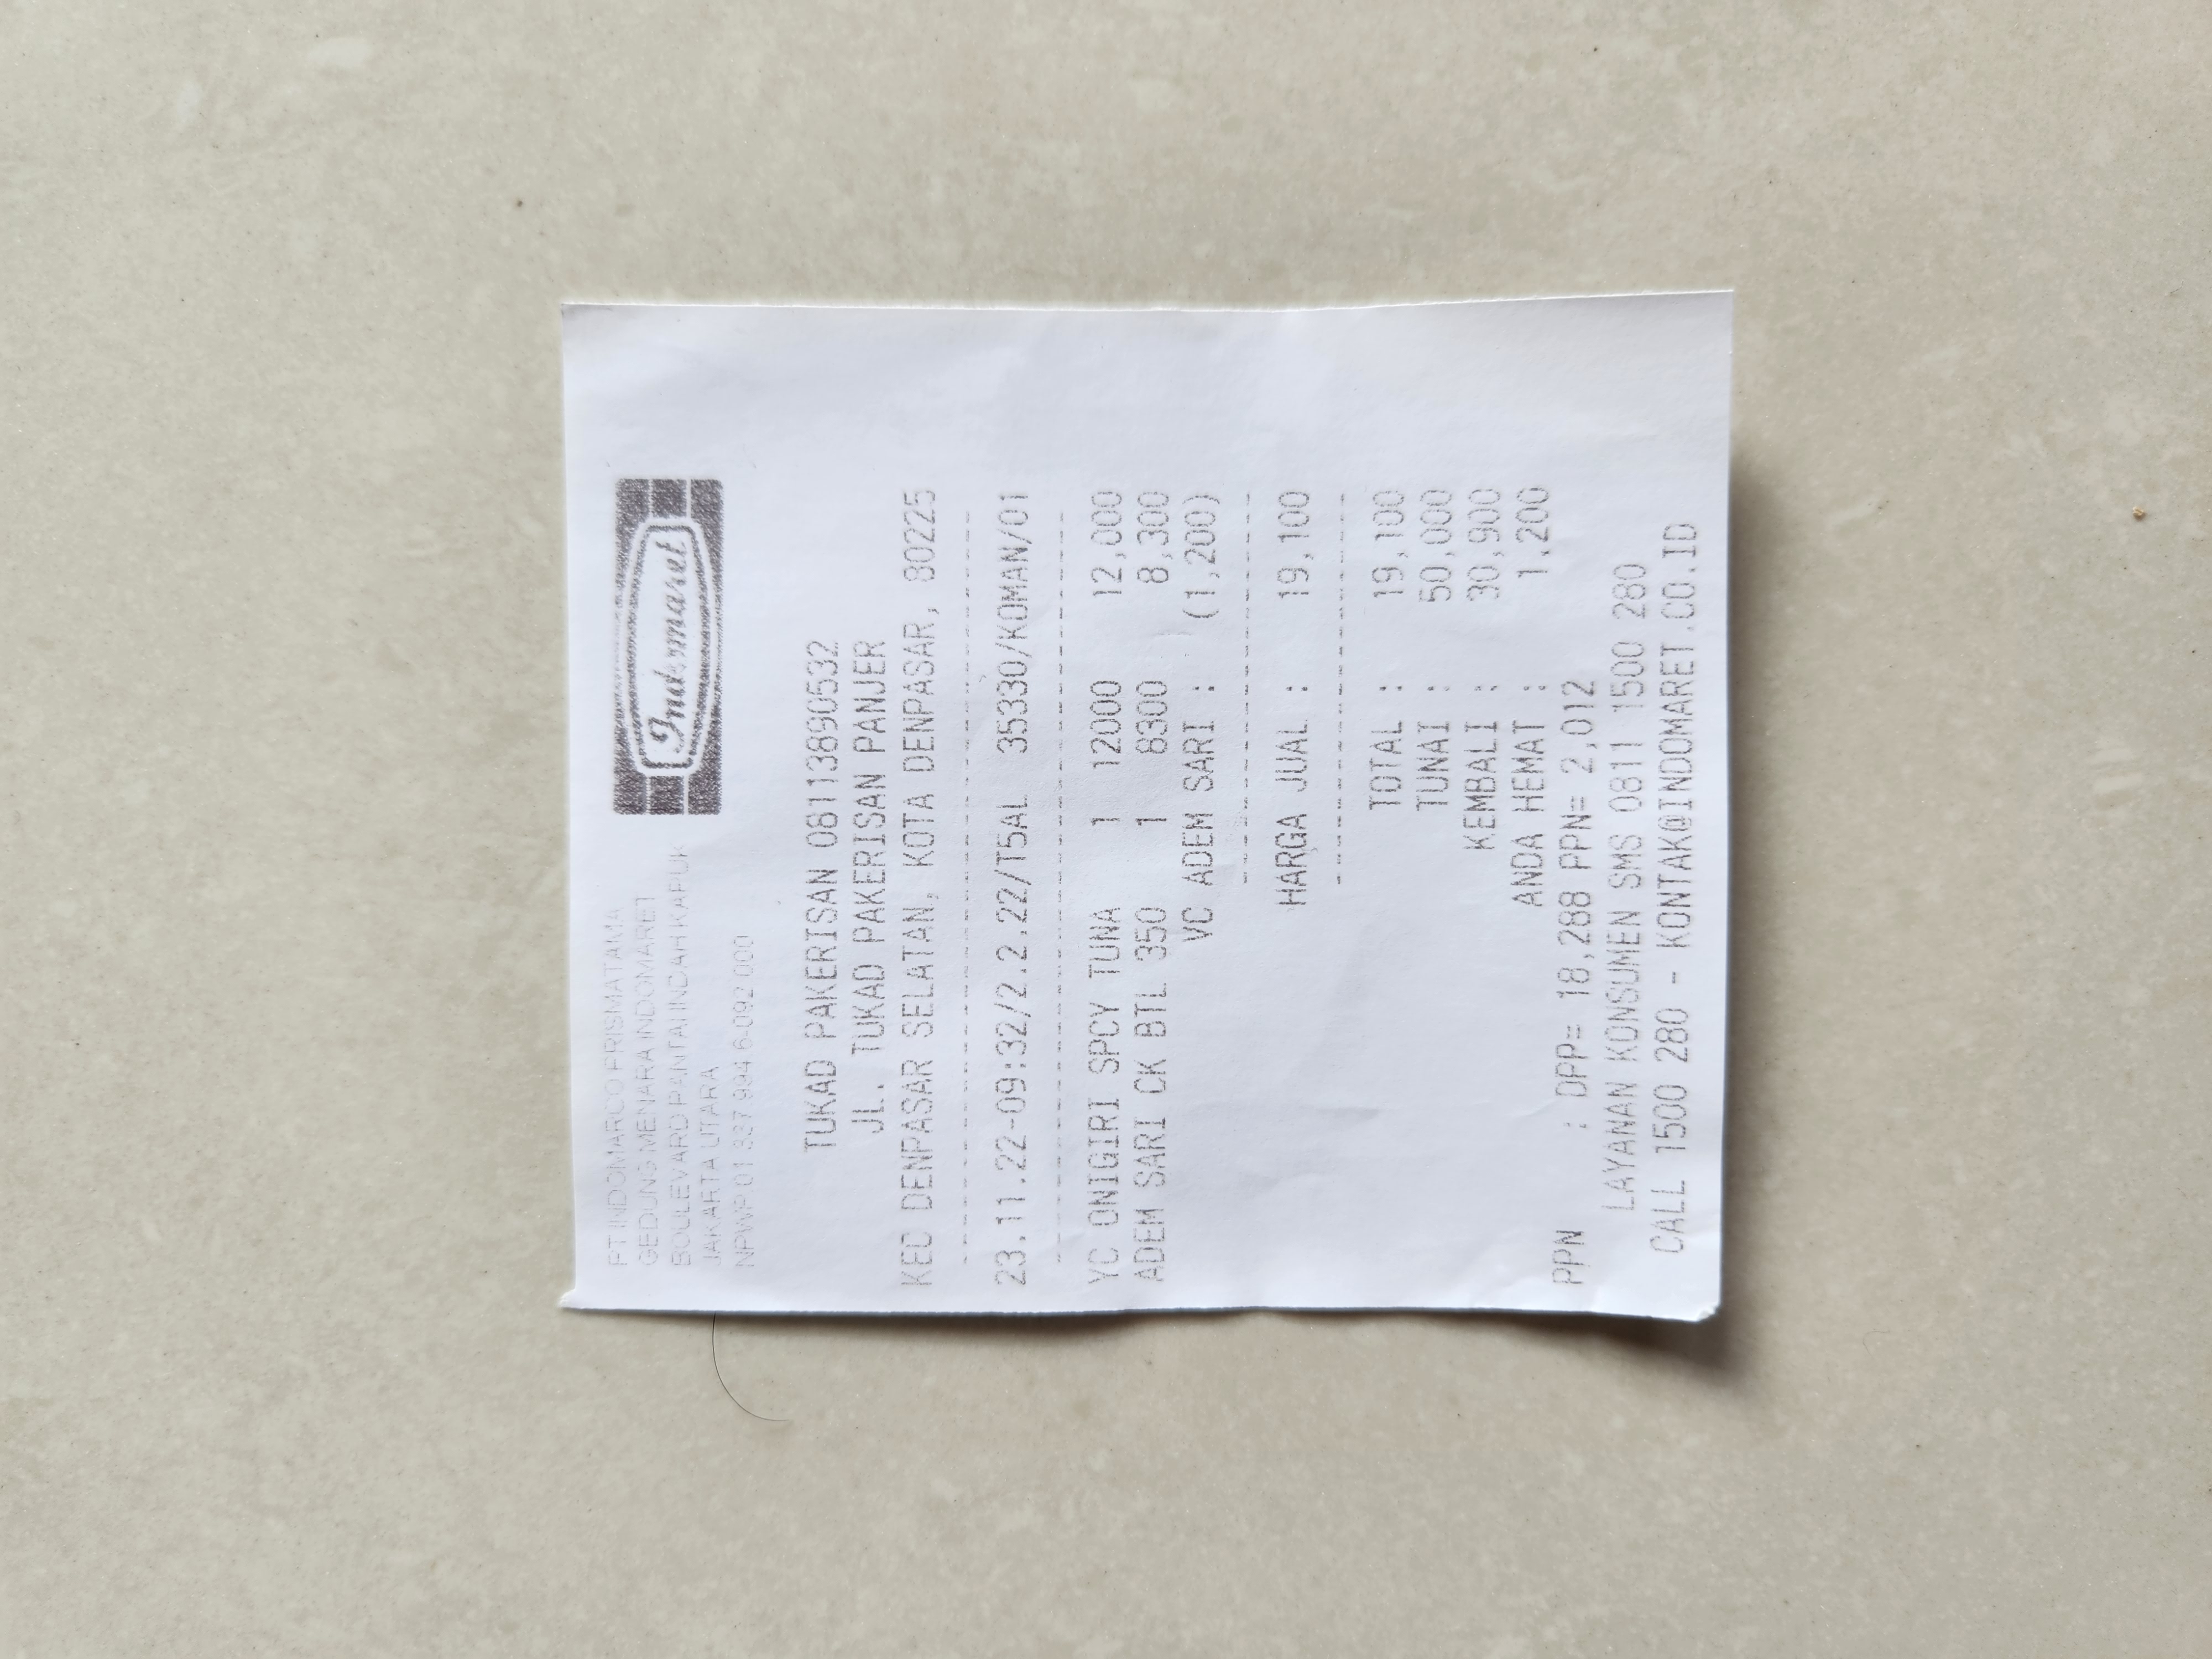 PT.INDOMARCO PRISMATAMA
GEDUNG MENARA INDOMARET
BOULEVARD PANTAI INDAH KAPUK
JAKARTA UTARA
NPWP.01.337.994.6-092.000
Indomaret
TUKAD PAKERISAN 08113890532
JL. TUKAD PAKERISAN PANJER
KEC DENPASAR SELATAN, KOTA DENPASAR, 80225
23.11.22-09:32/2.2.22/T5AL 35330/KOMAN/01
YC ONIGIRI SPCY TUNA 1 12000 12,000
ADEM SARI CK BTL 350 1 8300 8,300
VC ADEM SARI : (1,200)
HARGA JUAL : 19,100
TOTAL : 19,100
TUNAI : 50,000
KEMBALI : 30,900
ANDA HEMAT : 1.200
PPN : DPP= 18,288 PPN= 2,012
LAYANAN KONSUMEN SMS 0811 1500 280
CALL 1500 280 - KONTAK@INDOMARET.CO.ID